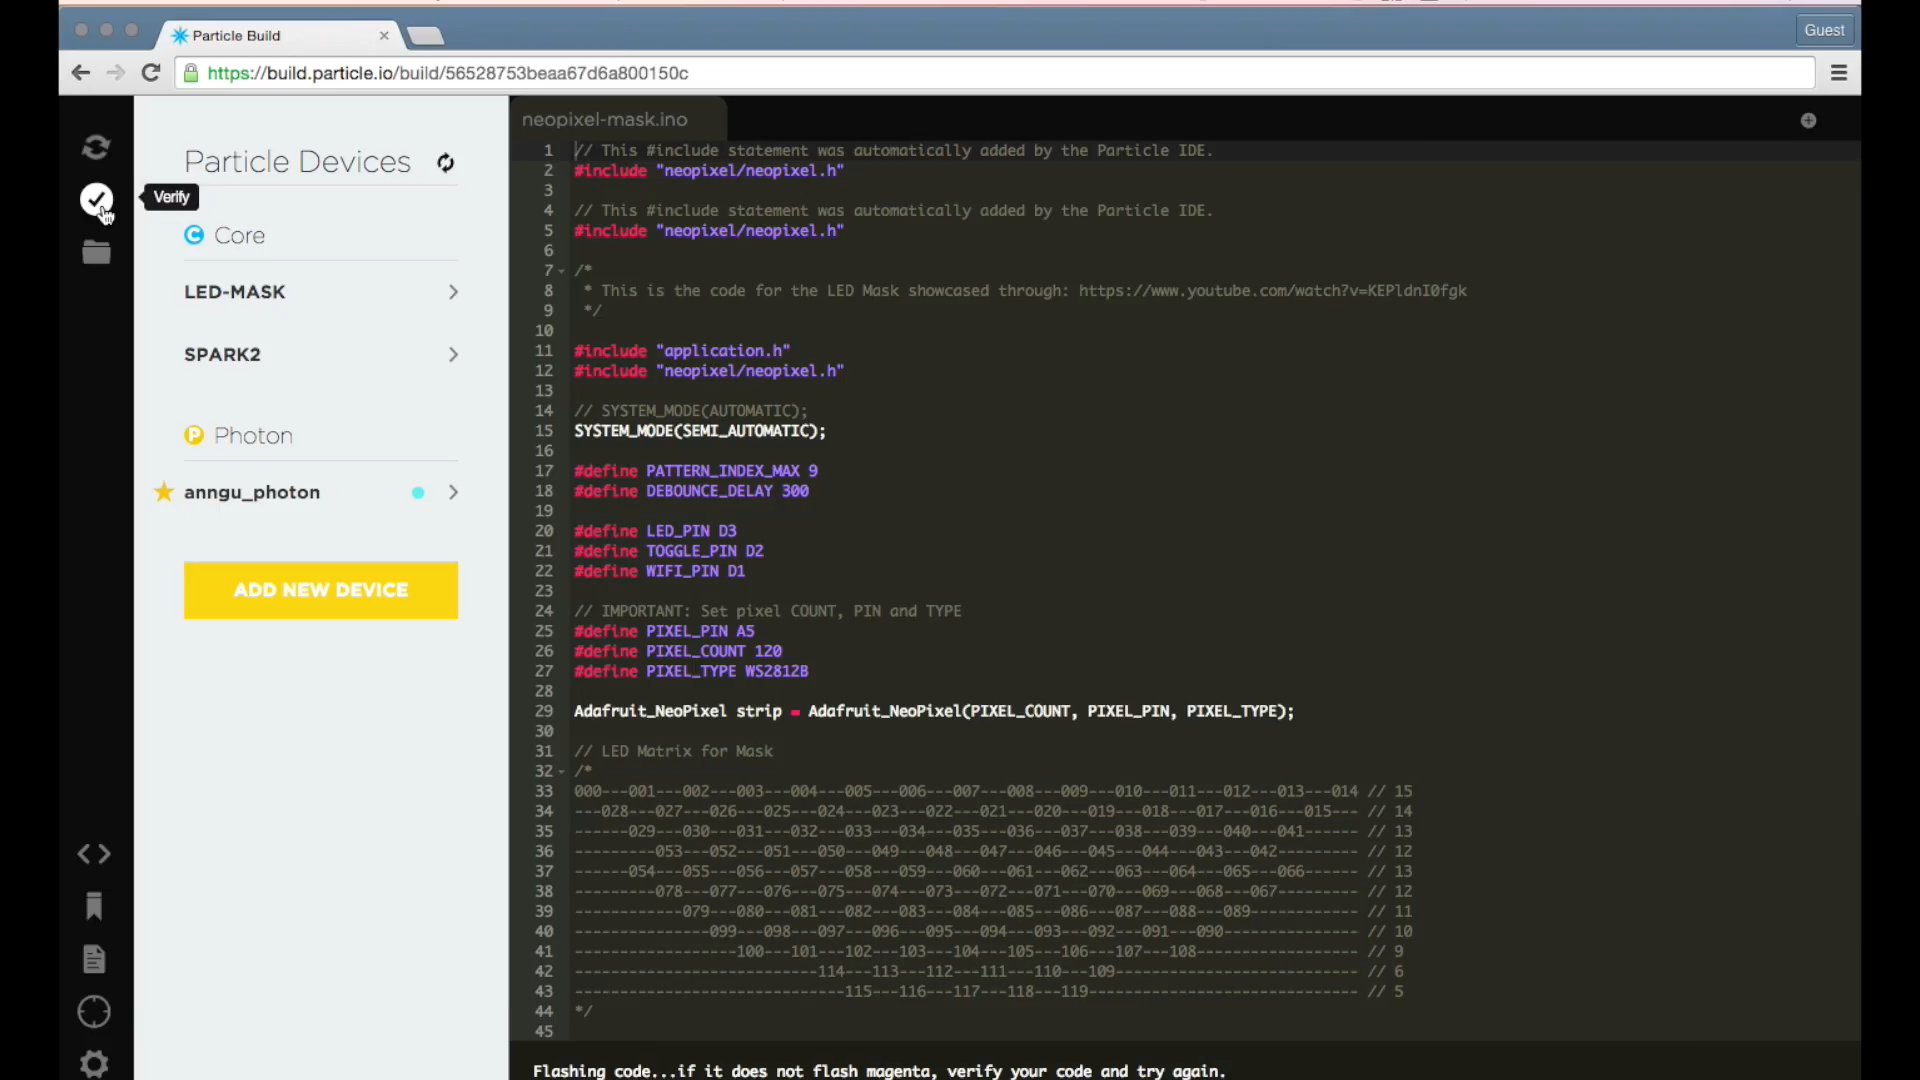 Particle Build
Guest
https://build.particle.io/build/56528753beaa67d6a800150c
Particle Devices
Verify
C Core
LED-MASK
SPARK2
P Photon
anngu_photon
ADD NEW DEVICE
neopixel-mask.ino
1 // This #include statement was automatically added by the Particle IDE.
2 #include "neopixel/neopixel.h"
3
4 // This #include statement was automatically added by the Particle IDE.
5 #include "neopixel/neopixel.h"
6
7 /*
8 * This is the code for the LED Mask showcased through: https://www.youtube.com/watch?v=KEPldnI0fgk
9 */
10
11 #include "application.h"
12 #include "neopixel/neopixel.h"
13
14 // SYSTEM_MODE(AUTOMATIC);
15 SYSTEM_MODE(SEMI_AUTOMATIC);
16
17 #define PATTERN_INDEX_MAX 9
18 #define DEBOUNCE_DELAY 300
19
20 #define LED_PIN D3
21 #define TOGGLE_PIN D2
22 #define WIFI_PIN D1
23
24 // IMPORTANT: Set pixel COUNT, PIN and TYPE
25 #define PIXEL_PIN A5
26 #define PIXEL_COUNT 120
27 #define PIXEL_TYPE WS2812B
28
29 Adafruit_NeoPixel strip = Adafruit_NeoPixel(PIXEL_COUNT, PIXEL_PIN, PIXEL_TYPE);
30
31 // LED Matrix for Mask
32 /*
33 000---001---002---003---004---005---006---007---008---009---010---011---012---013---014 // 15
34 ---028---027---026---025---024---023---022---021---020---019---018---017---016---015--- // 14
35 ------029---030---031---032---033---034---035---036---037---038---039---040---041------ // 13
36 ---------053---052---051---050---049---048---047---046---045---044---043---042--------- // 12
37 ------054---055---056---057---058---059---060---061---062---063---064---065---066------ // 13
38 ---------078---077---076---075---074---073---072---071---070---069---068---067--------- // 12
39 ------------079---080---081---082---083---084---085---086---087---088---089------------ // 11
40 ---------------099---098---097---096---095---094---093---092---091---090--------------- // 10
41 ------------------100---101---102---103---104---105---106---107---108------------------ // 9
42 ---------------------------114---113---112---111---110---109--------------------------- // 6
43 ------------------------------115---116---117---118---119------------------------------ // 5
44 */
45
Flashing code...if it does not flash magenta, verify your code and try again.